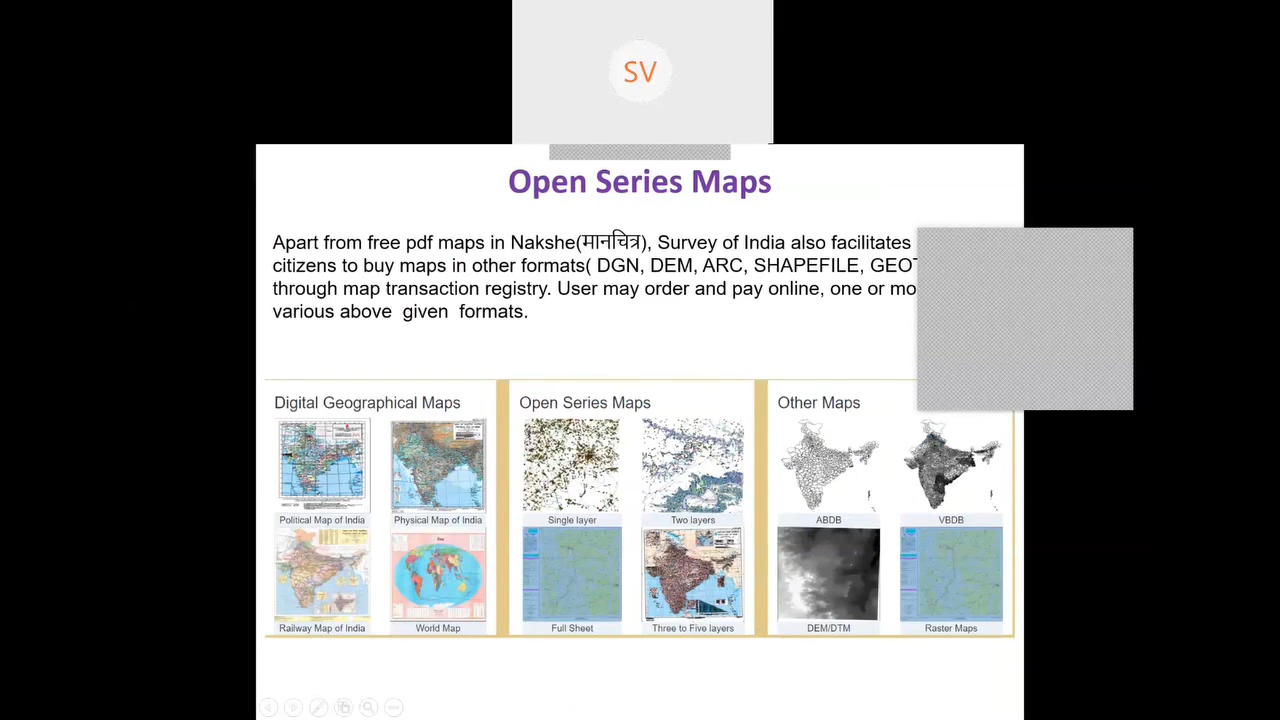 SV
Open Series Maps
Apart from free pdf maps in Nakshe(मानचित्र), Survey of India also facilitates
citizens to buy maps in other formats( DGN, DEM, ARC, SHAPEFILE,
through map transaction registry. User may order and pay online, one or
various above given formats.
Digital Geographical Maps
Open Series Maps
Other Maps
Political Map of India
Physical Map of India
Single layer
Two layers
ABDB
VBDB
Railway Map of India
World Map
Full Sheet
Three to Five layers
DEM/DTM
Raster Maps